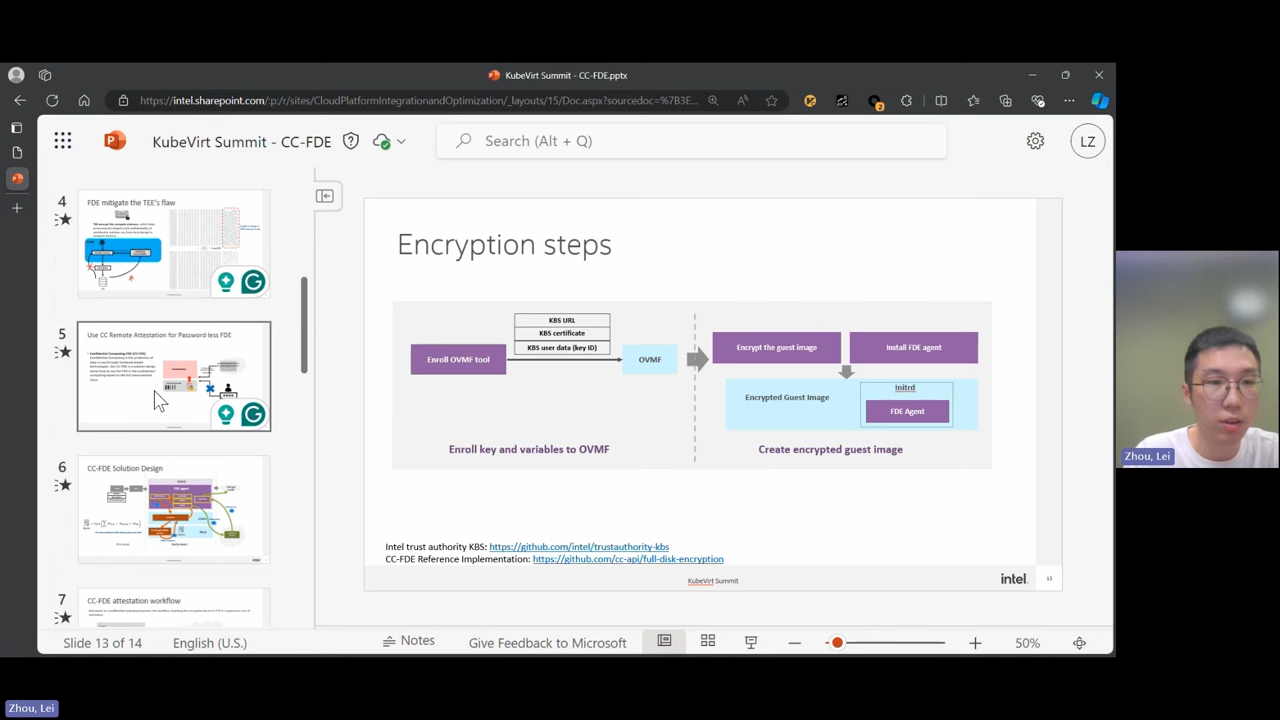 KubeVirt Summit - CC-FDE.pptx
https://intel.sharepoint.com/:p:/r/sites/CloudPlatformIntegrationandOptimization/_layouts/15/Doc.aspx?sourcedoc=%7B3E...
2
KubeVirt Summit - CC-FDE
Search (Alt + Q)
LZ
4
FDE mitigate the TEE's flaw
5
Use CC Remote Attestation for Password less FDE
6
CC-FDE Solution Design
FDE agent
7
CC-FDE attestation workflow
Encryption steps
Enroll OVMF tool
KBS URL
KBS certificate
KBS user data (key ID)
OVMF
Enroll key and variables to OVMF
Encrypt the guest image
Install FDE agent
Encrypted Guest Image
Initrd
FDE Agent
Create encrypted guest image
Intel trust authority KBS: https://github.com/intel/trustauthority-kbs
CC-FDE Reference Implementation: https://github.com/cc-api/full-disk-encryption
KubeVirt Summit
intel.
13
Slide 13 of 14
English (U.S.)
Notes
Give Feedback to Microsoft
50%
Zhou, Lei
Zhou, Lei